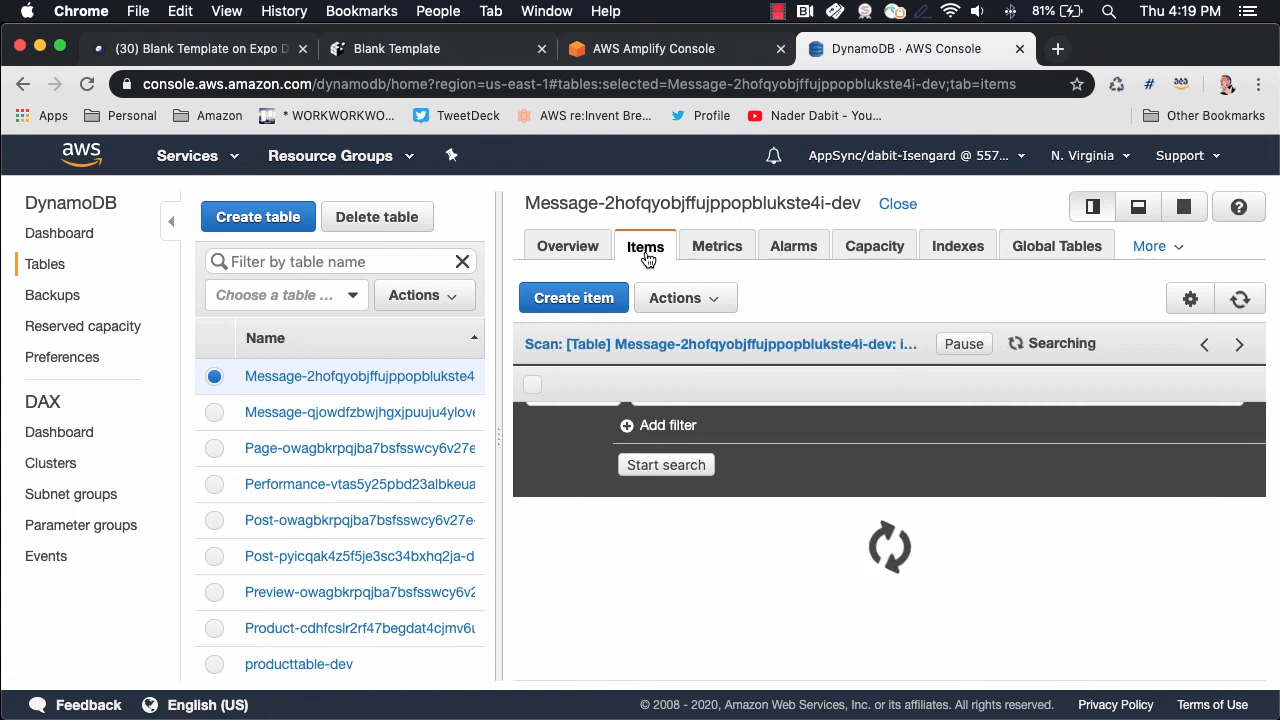 Chrome File Edit View History Bookmarks People Tab Window Help 81% Thu 4:19 PM
(30) Blank Template on Expo D
Blank Template
AWS Amplify Console
DynamoDB · AWS Console
console.aws.amazon.com/dynamodb/home?region=us-east-1#tables:selected=Message-2hofqyobjffujppopblukste4i-dev;tab=items
Apps Personal Amazon * WORKWORKWO... TweetDeck AWS re:Invent Bre... Profile Nader Dabit - You... Other Bookmarks
aws Services Resource Groups AppSync/dabit-Isengard @ 557... N. Virginia Support
DynamoDB
Dashboard
Tables
Backups
Reserved capacity
Preferences
DAX
Dashboard
Clusters
Subnet groups
Parameter groups
Events
Create table Delete table
Filter by table name
Choose a table ... Actions
Name
Message-2hofqyobjffujppopblukste4
Message-qjowdfzbwjhgxjpuuju4ylove
Page-owagbkrpqjba7bsfsswcy6v27e
Performance-vtas5y25pbd23albkeua
Post-owagbkrpqjba7bsfsswcy6v27e-
Post-pyicqak4z5f5je3sc34bxhq2ja-d
Preview-owagbkrpqjba7bsfsswcy6v2
Product-cdhfcslr2rf47begdat4cjmv6u
producttable-dev
Message-2hofqyobjffujppopblukste4i-dev Close
Overview Items Metrics Alarms Capacity Indexes Global Tables More
Create item Actions
Scan: [Table] Message-2hofqyobjffujppopblukste4i-dev: i... Pause Searching
Add filter
Start search
Feedback English (US) © 2008 - 2020, Amazon Web Services, Inc. or its affiliates. All rights reserved. Privacy Policy Terms of Use